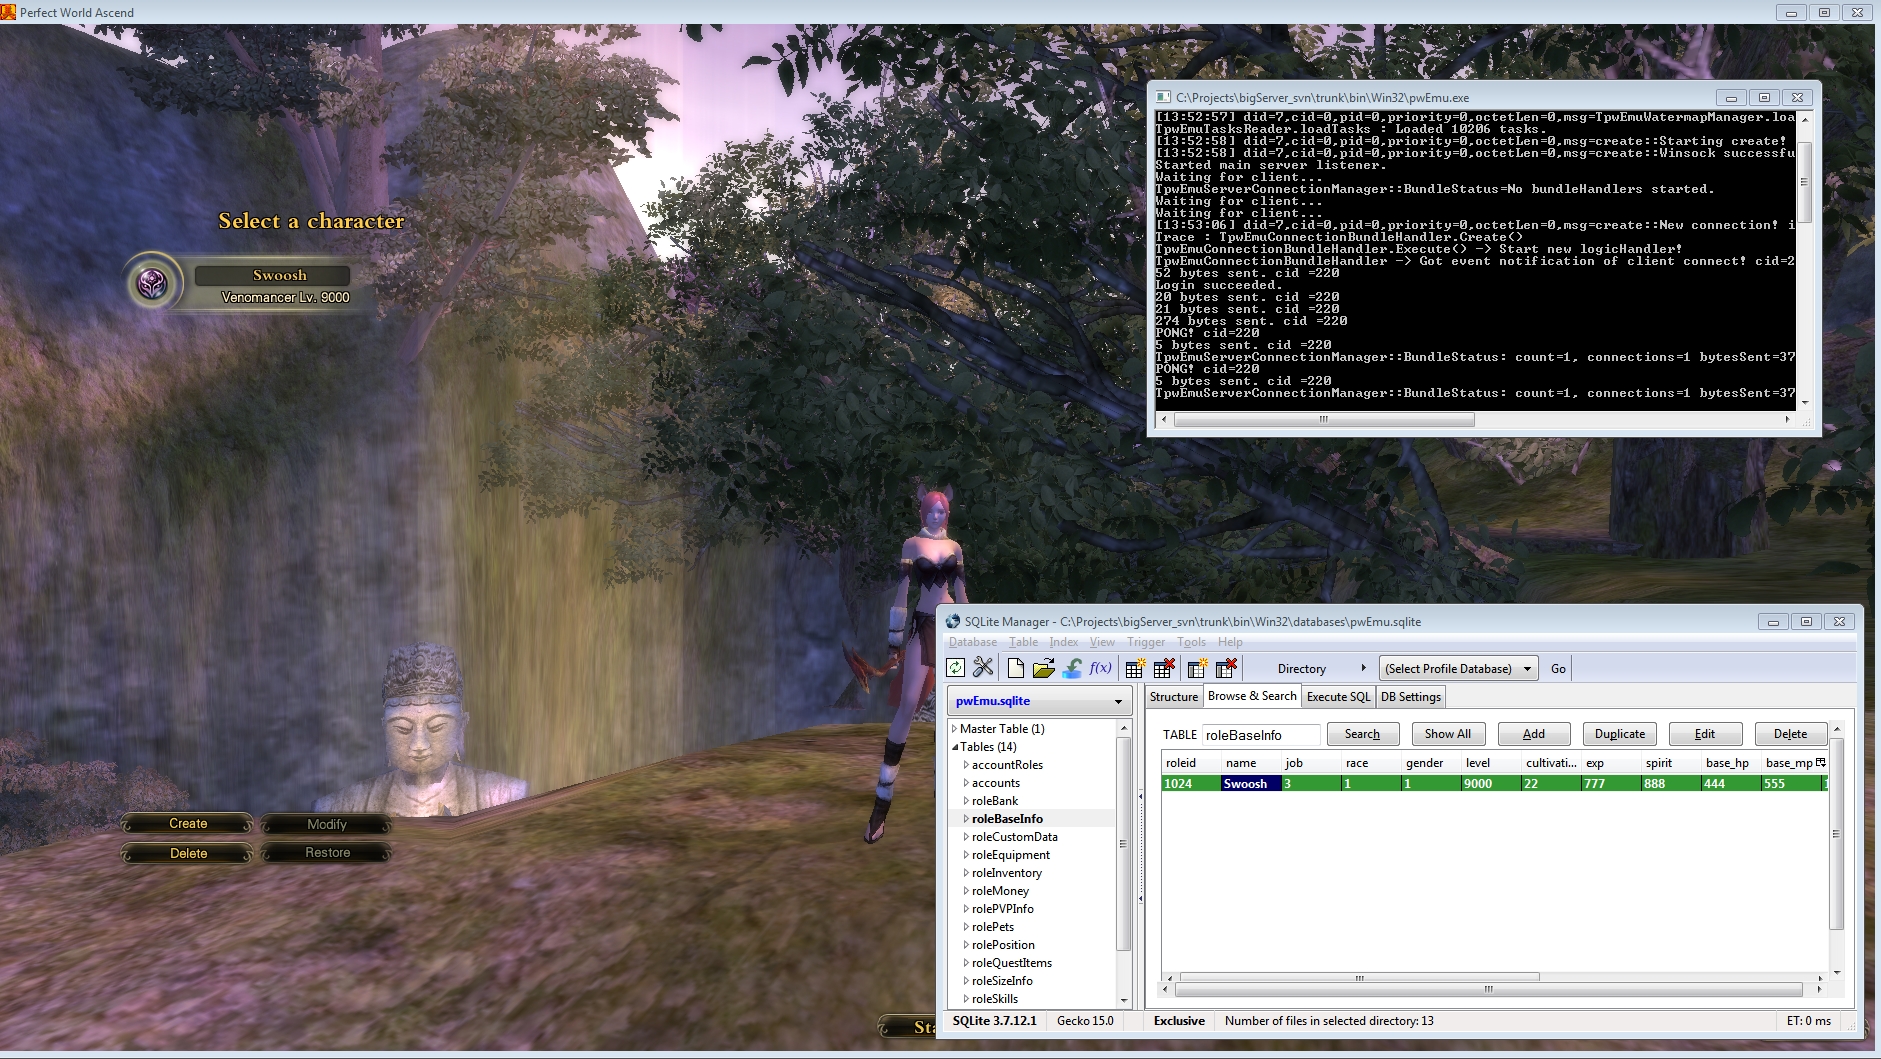 Perfect World Ascend
Select a character
Swoosh
Venomancer Lv. 9000
Create
Modify
Delete
Restore
Sta
C:\Projects\bigServer_svn\trunk\bin\Win32\pwEmu.exe
[13:52:57] did=7,cid=0,pid=0,priority=0,octetLen=0,msg=TpwEmuWatermapManager.loa
TpwEmuTasksReader.loadTasks : Loaded 10206 tasks.
[13:52:58] did=7,cid=0,pid=0,priority=0,octetLen=0,msg=create::Starting create!
[13:52:58] did=7,cid=0,pid=0,priority=0,octetLen=0,msg=create::Winsock successfu
Started main server listener.
Waiting for client...
TpwEmuServerConnectionManager::BundleStatus=No bundleHandlers started.
Waiting for client...
Waiting for client...
[13:53:06] did=7,cid=0,pid=0,priority=0,octetLen=0,msg=create::New connection! i
Trace : TpwEmuConnectionBundleHandler.Create()
TpwEmuConnectionBundleHandler.Execute() -> Start new logicHandler!
TpwEmuConnectionBundleHandler -> Got event notification of client connect! cid=2
52 bytes sent. cid =220
Login succeeded.
20 bytes sent. cid =220
21 bytes sent. cid =220
274 bytes sent. cid =220
PONG! cid=220
5 bytes sent. cid =220
TpwEmuServerConnectionManager::BundleStatus: count=1, connections=1 bytesSent=37
PONG! cid=220
5 bytes sent. cid =220
TpwEmuServerConnectionManager::BundleStatus: count=1, connections=1 bytesSent=37
SQLite Manager - C:\Projects\bigServer_svn\trunk\bin\Win32\databases\pwEmu.sqlite
Database Table Index View Trigger Tools Help
f(x) Directory (Select Profile Database) Go
pwEmu.sqlite
Master Table (1)
Tables (14)
accountRoles
accounts
roleBank
roleBaseInfo
roleCustomData
roleEquipment
roleInventory
roleMoney
rolePVPInfo
rolePets
rolePosition
roleQuestItems
roleSizeInfo
roleSkills
Structure Browse & Search Execute SQL DB Settings
TABLE roleBaseInfo Search Show All Add Duplicate Edit Delete
roleid name job race gender level cultivati... exp spirit base_hp base_mp
1024 Swoosh 3 1 1 9000 22 777 888 444 555 1
SQLite 3.7.12.1 Gecko 15.0 Exclusive Number of files in selected directory: 13 ET: 0 ms